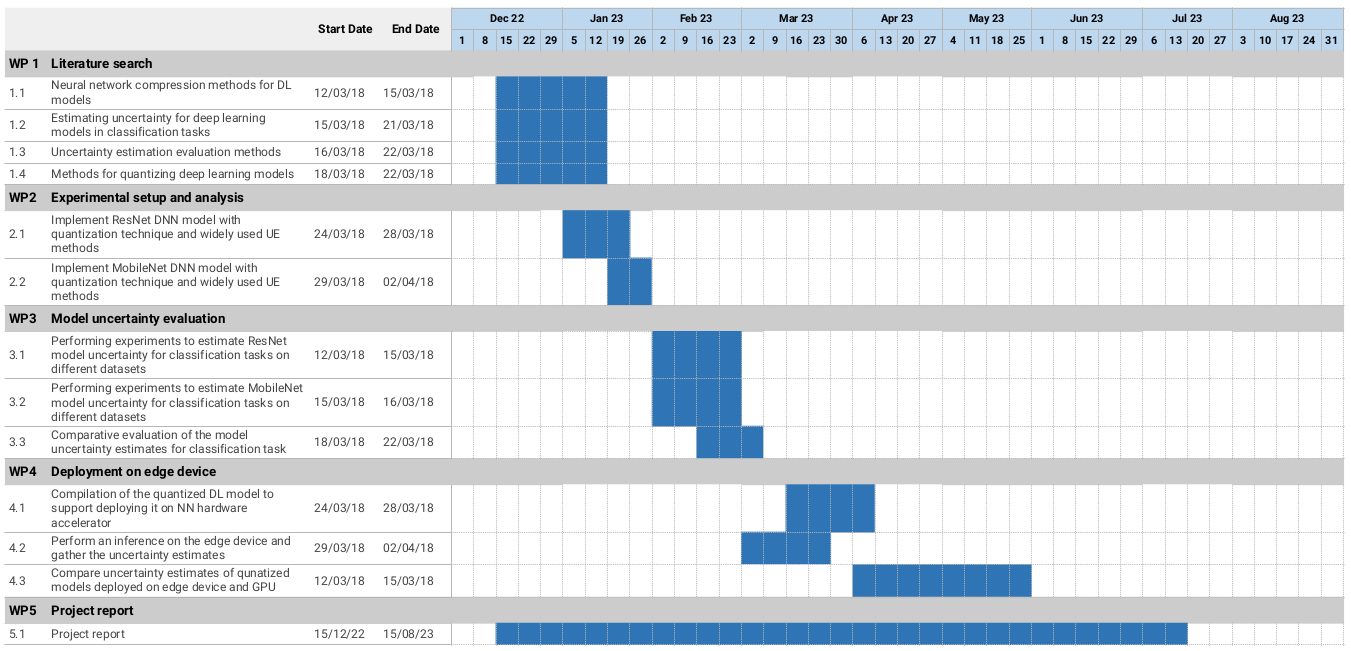 Start Date End Date Dec 22 Jan 23 Feb 23 Mar 23 Apr 23 May 23 Jun 23 Jul 23 Aug 23
1 8 15 22 29 5 12 19 26 2 9 16 23 2 9 16 23 30 6 13 20 27 4 11 18 25 1 8 15 22 29 6 13 20 27 3 10 17 24 31
WP 1 Literature search
1.1 Neural network compression methods for DL models 12/03/18 15/03/18
1.2 Estimating uncertainty for deep learning models in classification tasks 15/03/18 21/03/18
1.3 Uncertainty estimation evaluation methods 16/03/18 22/03/18
1.4 Methods for quantizing deep learning models 18/03/18 22/03/18
WP2 Experimental setup and analysis
2.1 Implement ResNet DNN model with quantization technique and widely used UE methods 24/03/18 28/03/18
2.2 Implement MobileNet DNN model with quantization technique and widely used UE methods 29/03/18 02/04/18
WP3 Model uncertainty evaluation
3.1 Performing experiments to estimate ResNet model uncertainty for classification tasks on different datasets 12/03/18 15/03/18
3.2 Performing experiments to estimate MobileNet model uncertainty for classification tasks on different datasets 15/03/18 16/03/18
3.3 Comparative evaluation of the model uncertainty estimates for classification task 18/03/18 22/03/18
WP4 Deployment on edge device
4.1 Compilation of the quantized DL model to support deploying it on NN hardware accelerator 24/03/18 28/03/18
4.2 Perform an inference on the edge device and gather the uncertainty estimates 29/03/18 02/04/18
4.3 Compare uncertainty estimates of qunatized models deployed on edge device and GPU 12/03/18 15/03/18
WP5 Project report
5.1 Project report 15/12/22 15/08/23